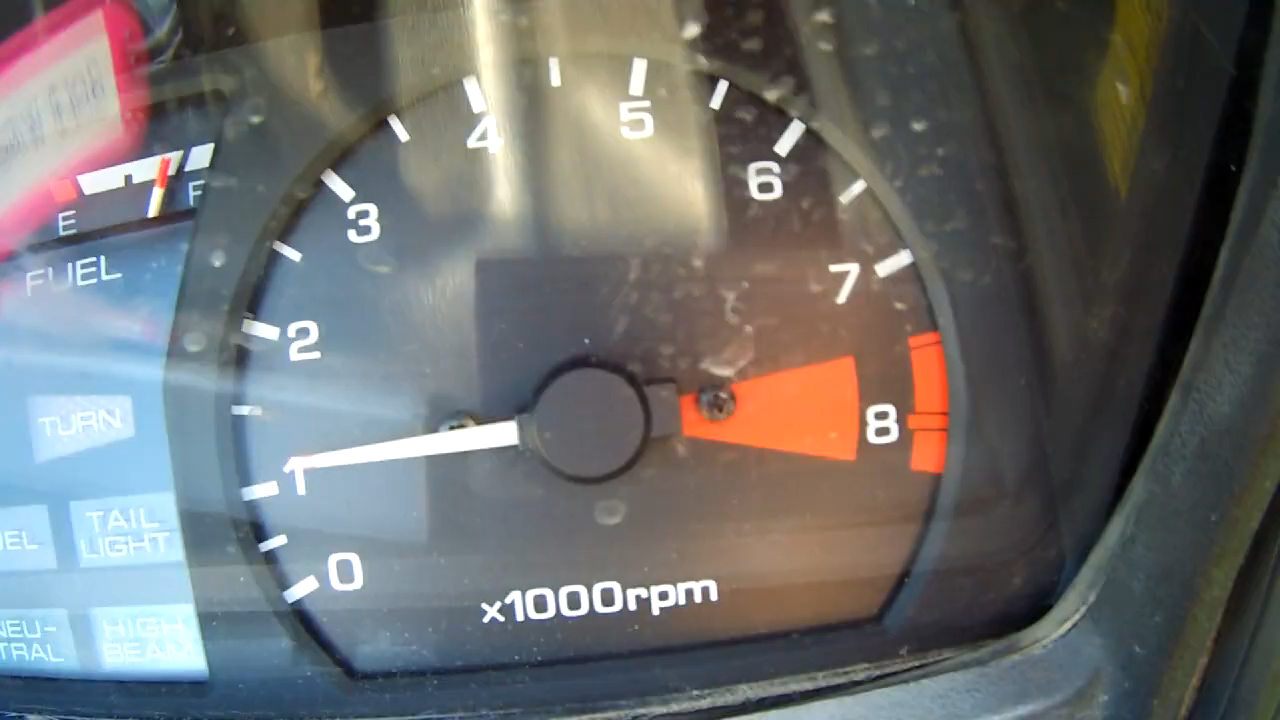 4
5
3
6
E F
FUEL
7
2
TURN
8
1
TAIL
LIGHT
0
x1000rpm
NEU-
TRAL
HIGH
BEAM